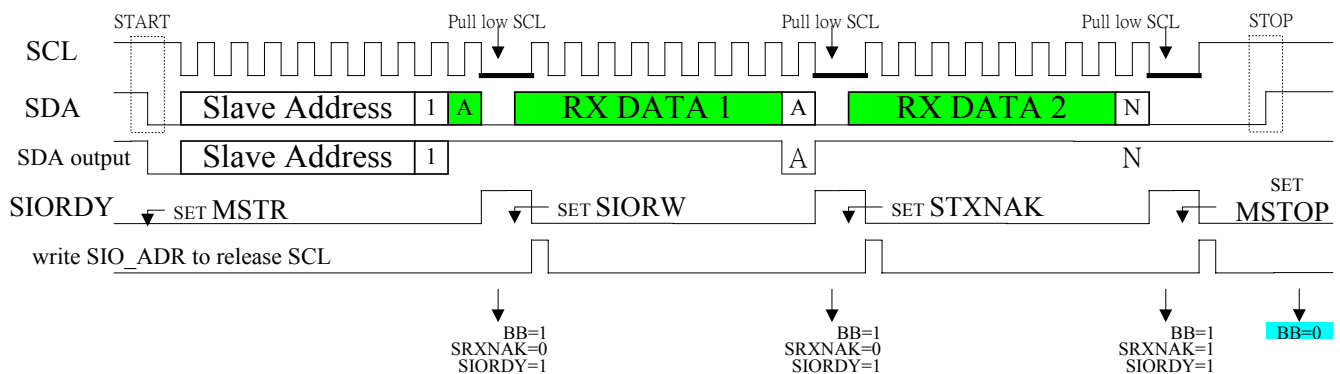 START Pull low SCL Pull low SCL Pull low SCL STOP
SCL
SDA Slave Address 1 A RX DATA 1 A RX DATA 2 N
SDA output Slave Address 1 A N
SIORDY SET MSTR SET SIORW SET STXNAK SET MSTOP
write SIO_ADR to release SCL
BB=1 BB=1 BB=1 BB=0
SRXNAK=0 SRXNAK=0 SRXNAK=1
SIORDY=1 SIORDY=1 SIORDY=1